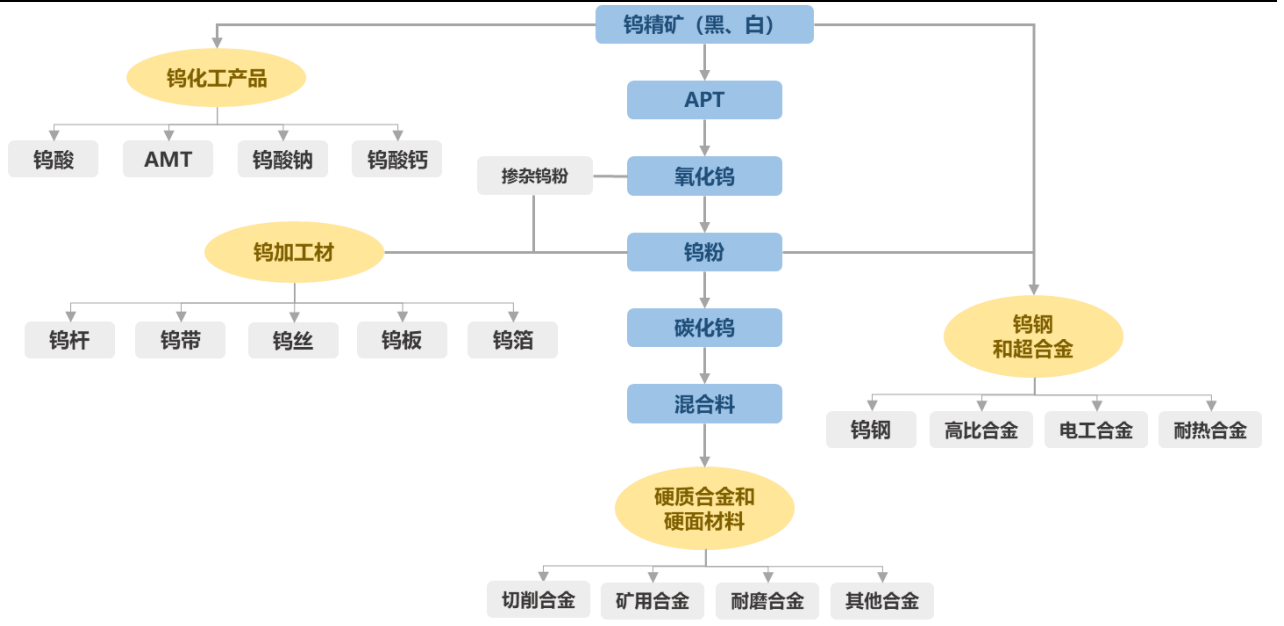 钨精矿（黑、白）
钨化工产品
APT
钨酸
AMT
钨酸钠
钨酸钙
掺杂钨粉
氧化钨
钨加工材
钨粉
钨杆
钨带
钨丝
钨板
钨箔
碳化钨
钨钢
和超合金
混合料
钨钢
高比合金
电工合金
耐热合金
硬质合金和
硬面材料
切削合金
矿用合金
耐磨合金
其他合金